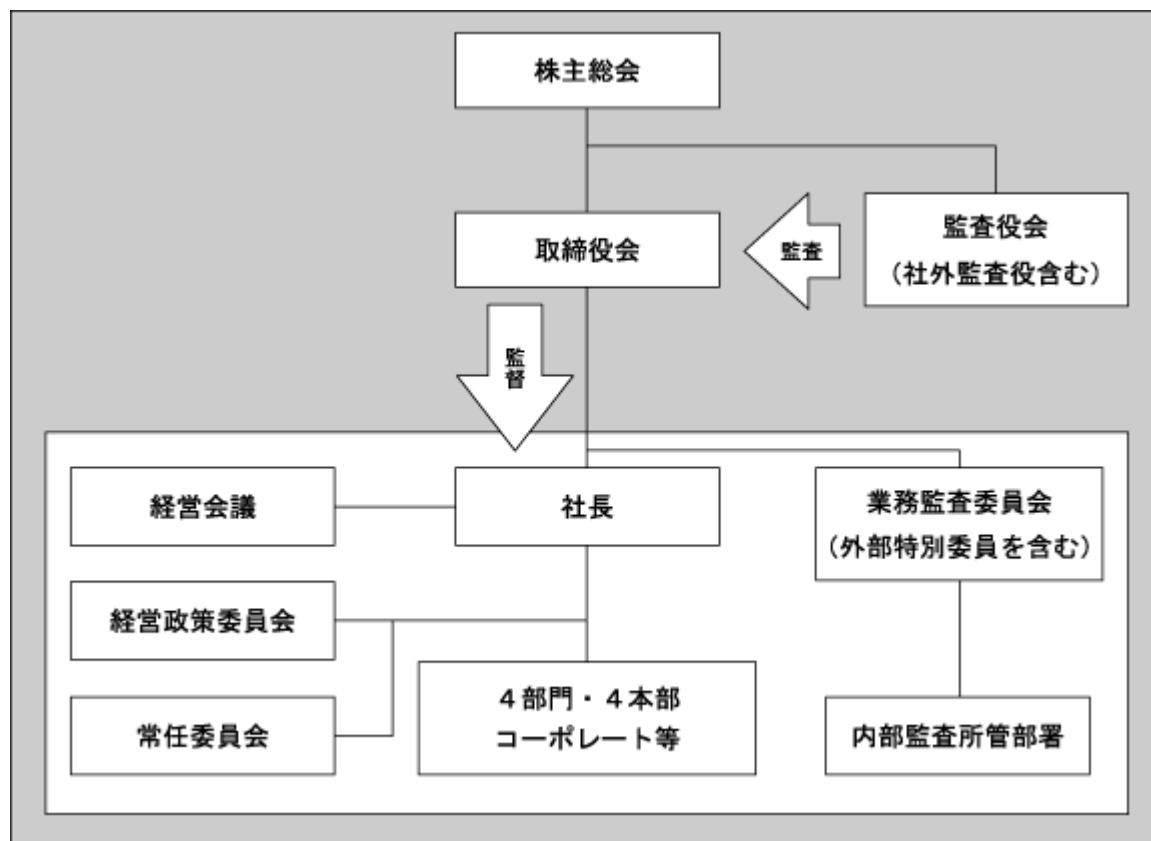 株主総会
取締役会
監査
監査役会
（社外監査役含む）
監督
経営会議
社長
業務監査委員会
（外部特別委員を含む）
経営政策委員会
４部門・４本部
コーポレート等
常任委員会
内部監査所管部署